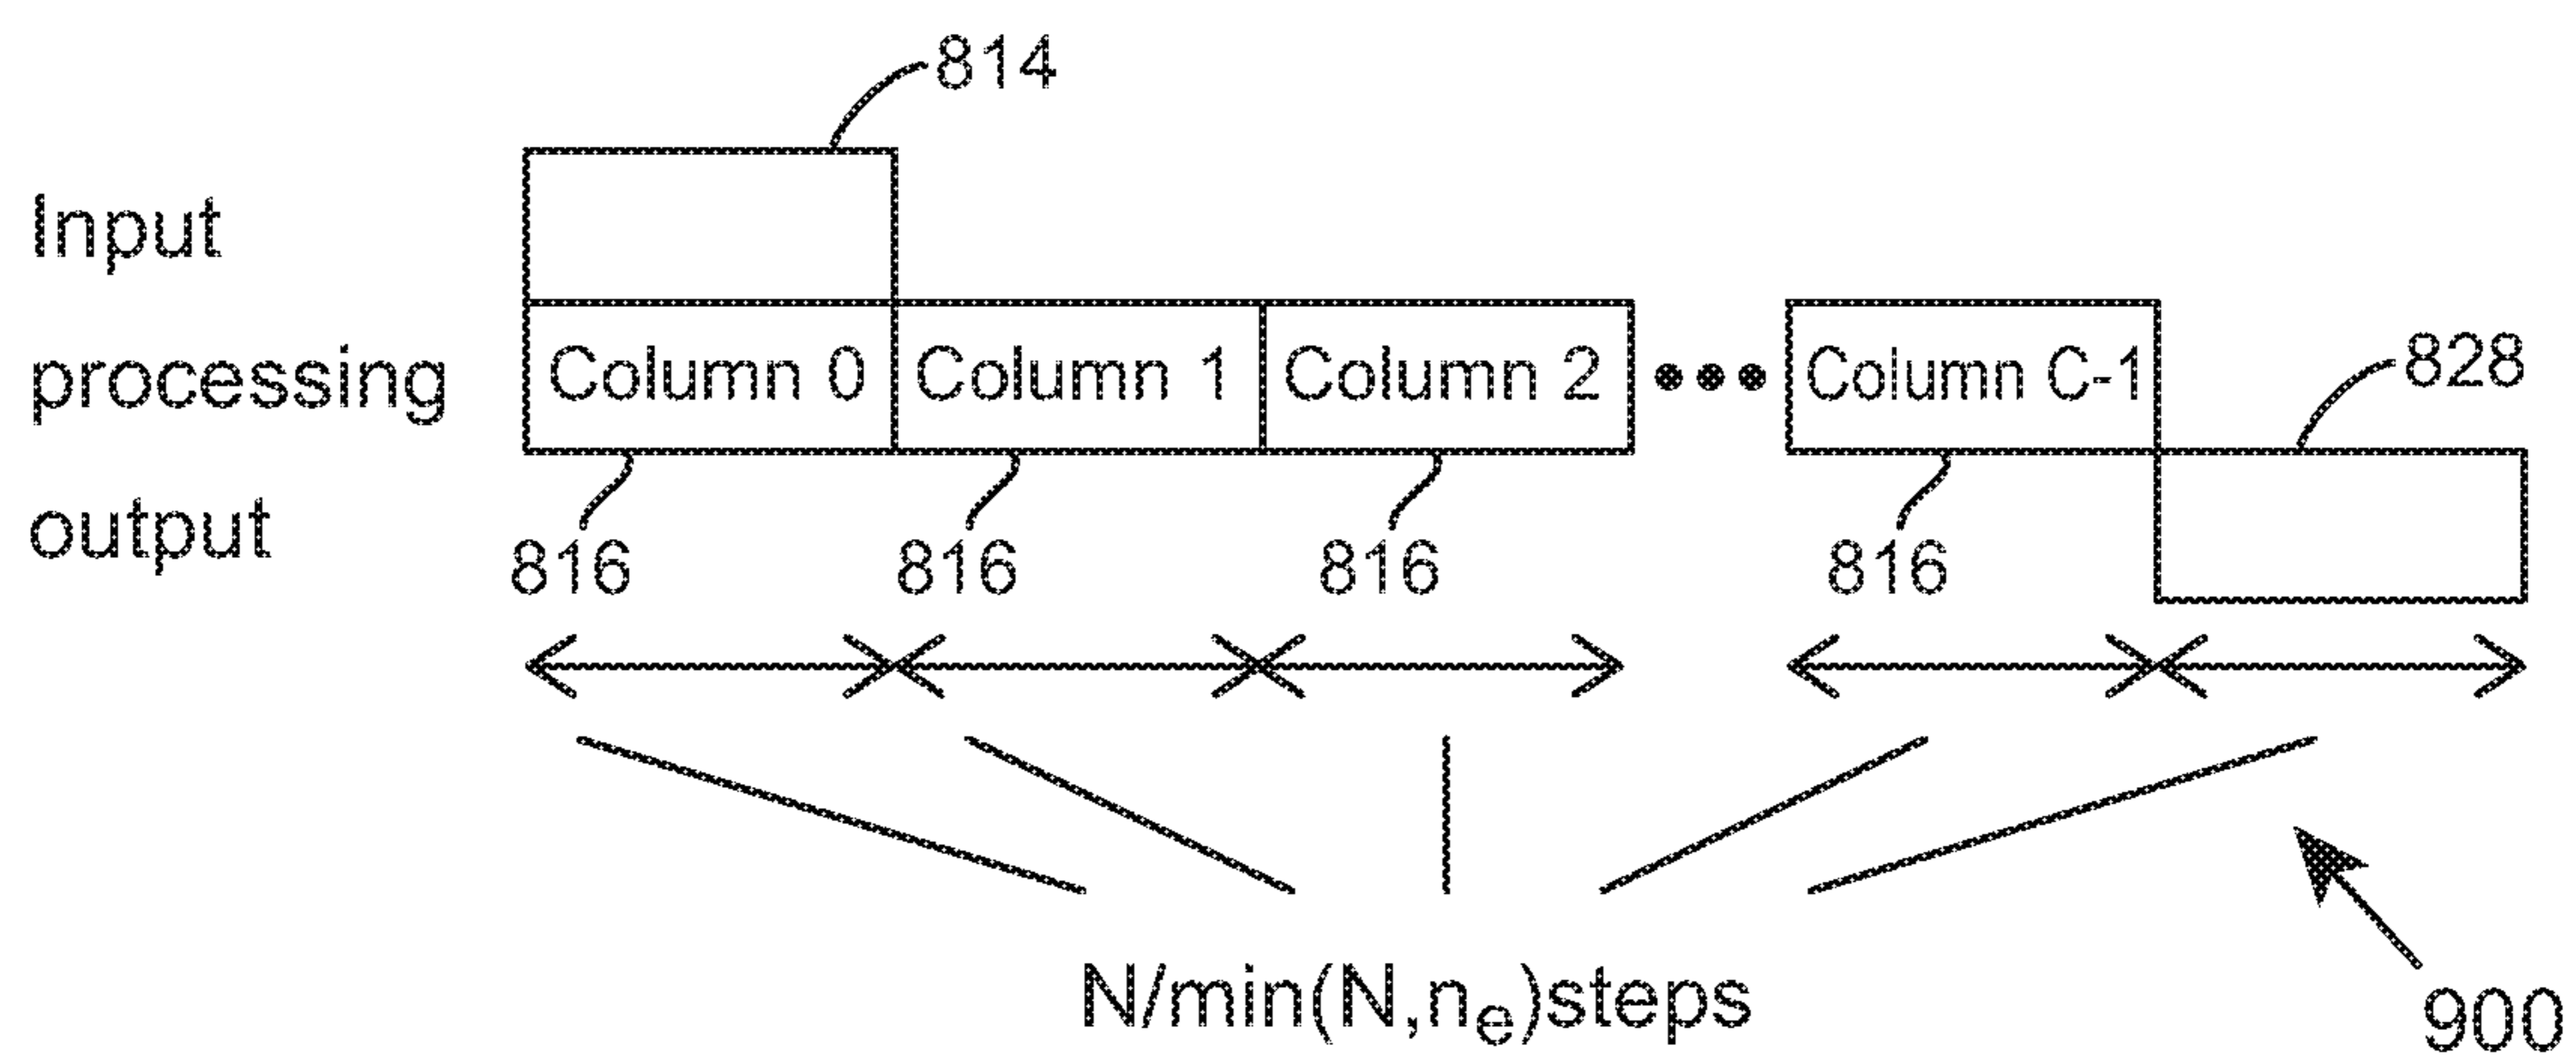 814
Input
processing Column 0 Column 1 Column 2 ••• Column C-1 828
output
816 816 816 816
N/min(N,nₑ)steps
900